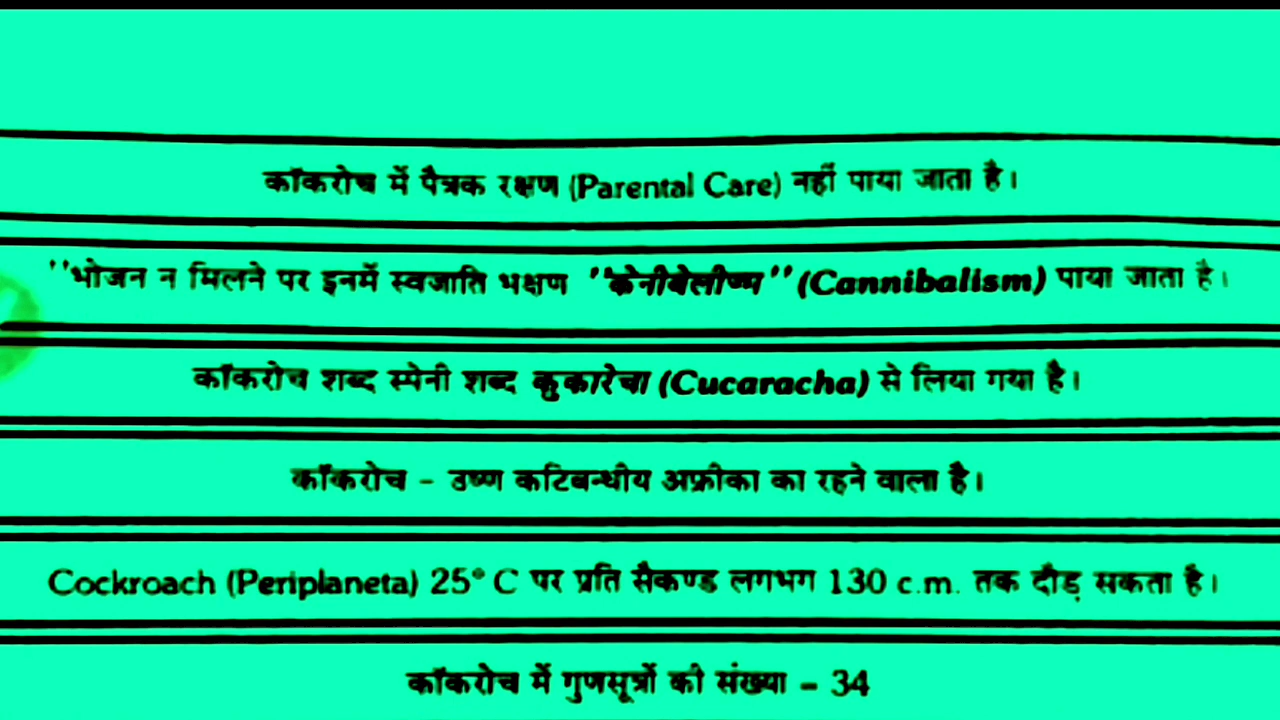 कॉकरोच में पैत्रक रक्षण (Parental Care) नहीं पाया जाता है।
''भोजन न मिलने पर इनमें स्वजाति भक्षण ''केनीबेलीज्म'' (Cannibalism) पाया जाता है।
कॉकरोच शब्द स्पेनी शब्द कुकारेचा (Cucaracha) से लिया गया है।
कॉकरोच - उष्ण कटिबन्धीय अफ्रीका का रहने वाला है।
Cockroach (Periplaneta) 25° C पर प्रति सैकण्ड लगभग 130 c.m. तक दौड़ सकता है।
कॉकरोच में गुणसूत्रों की संख्या - 34